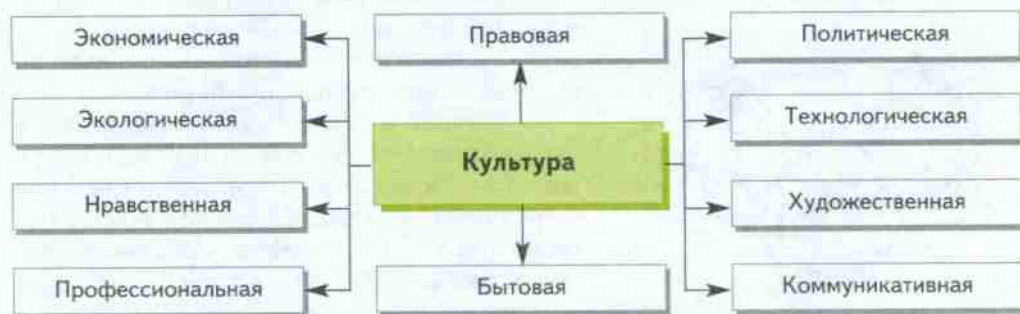 Экономическая
Правовая
Политическая
Экологическая
Технологическая
Культура
Нравственная
Художественная
Профессиональная
Бытовая
Коммуникативная